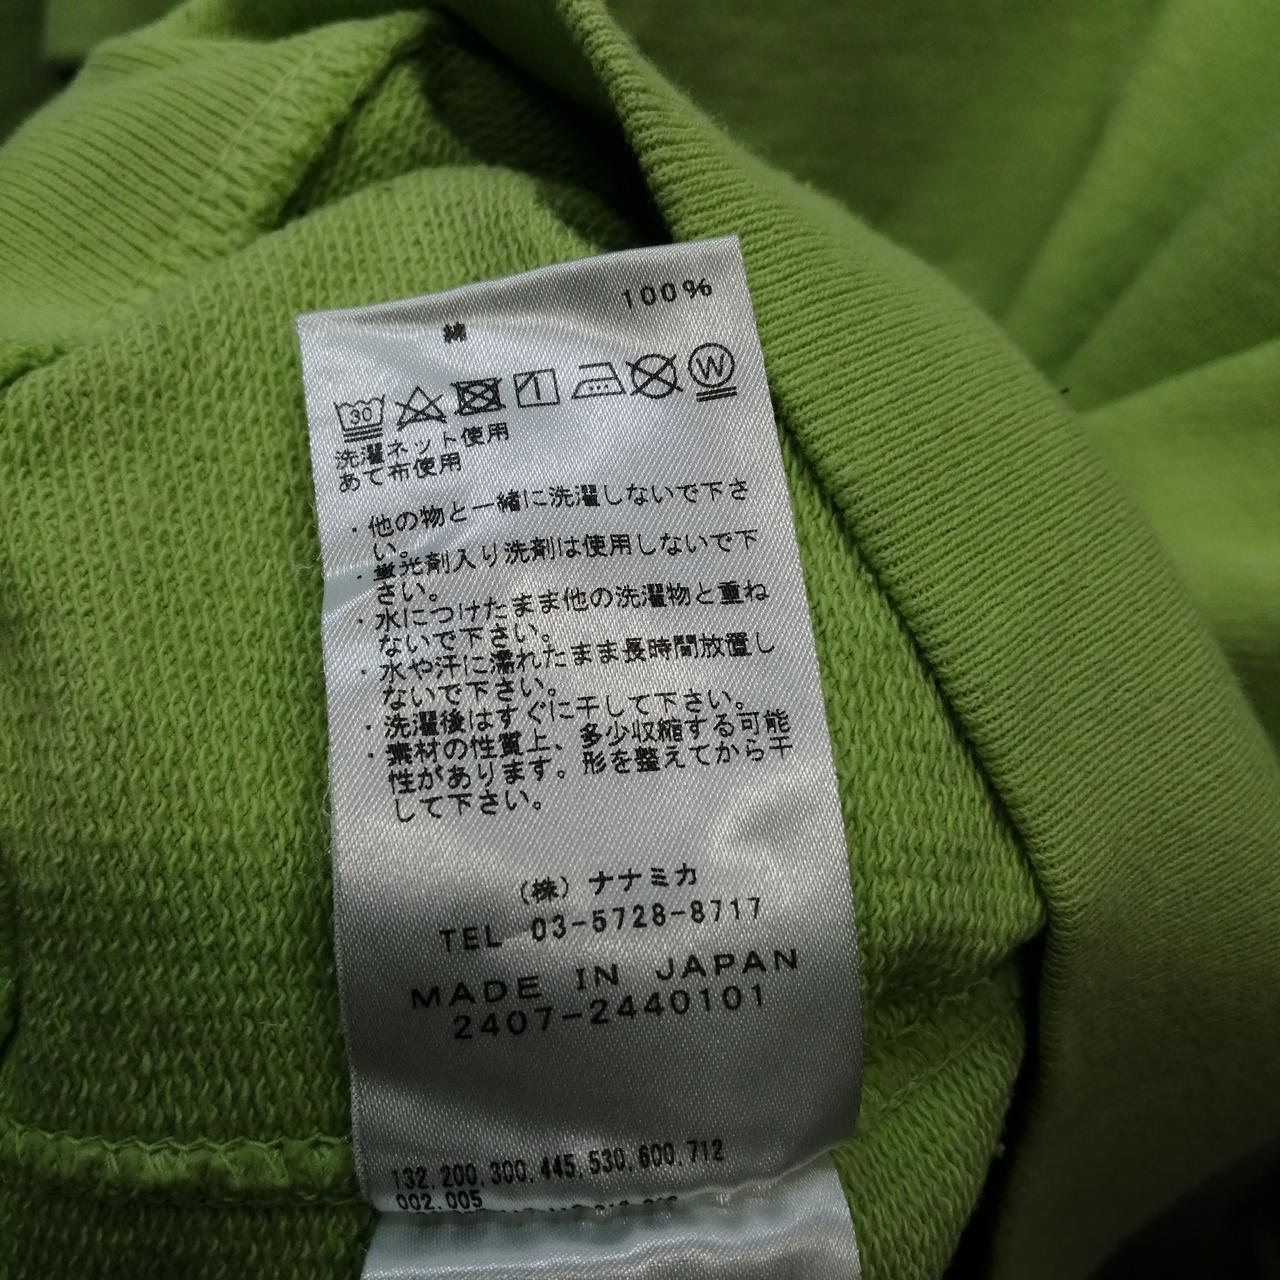 綿 100%
30 W
洗濯ネット使用
あて布使用
・他の物と一緒に洗濯しないで下さ
い。
・蛍光剤入り洗剤は使用しないで下
さい。
・水につけたまま他の洗濯物と重ね
ないで下さい。
・水や汗に濡れたまま長時間放置し
ないで下さい。
・洗濯後はすぐに干して下さい。
・素材の性質上、多少収縮する可能
性があります。形を整えてから干
して下さい。
(株) ナナミカ
TEL 03-5728-8717
MADE IN JAPAN
2407-2440101
132.200.300.445.530.600.712
002.005